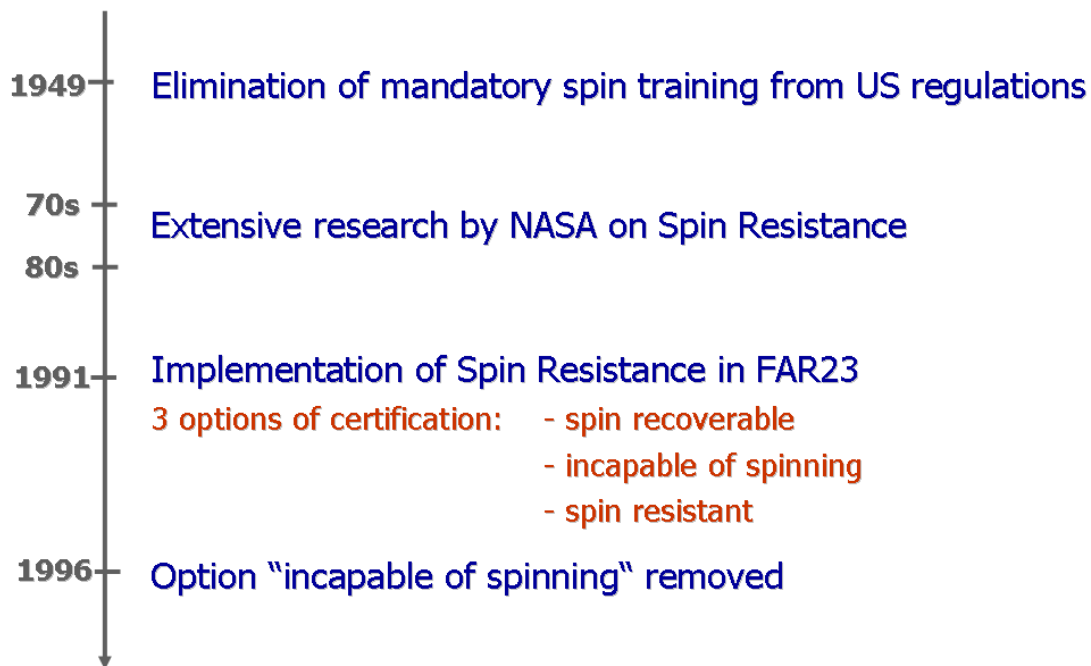 1949 Elimination of mandatory spin training from US regulations
70s
Extensive research by NASA on Spin Resistance
80s
1991 Implementation of Spin Resistance in FAR23
3 options of certification: - spin recoverable
- incapable of spinning
- spin resistant
1996 Option “incapable of spinning“ removed